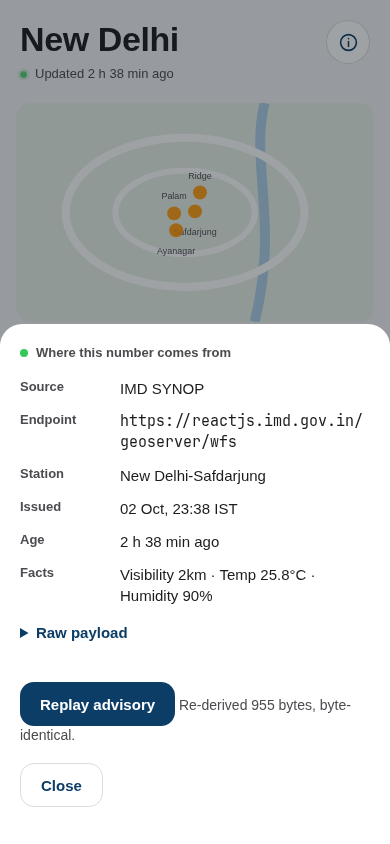 New Delhi
Updated 2 h 38 min ago
Ridge
Palam
Safdarjung
Ayanagar
Where this number comes from
Source IMD SYNOP
Endpoint https://reactjs.imd.gov.in/
geoserver/wfs
Station New Delhi-Safdarjung
Issued 02 Oct, 23:38 IST
Age 2 h 38 min ago
Facts Visibility 2km · Temp 25.8°C ·
Humidity 90%
Raw payload
Replay advisory Re-derived 955 bytes, byte-
identical.
Close